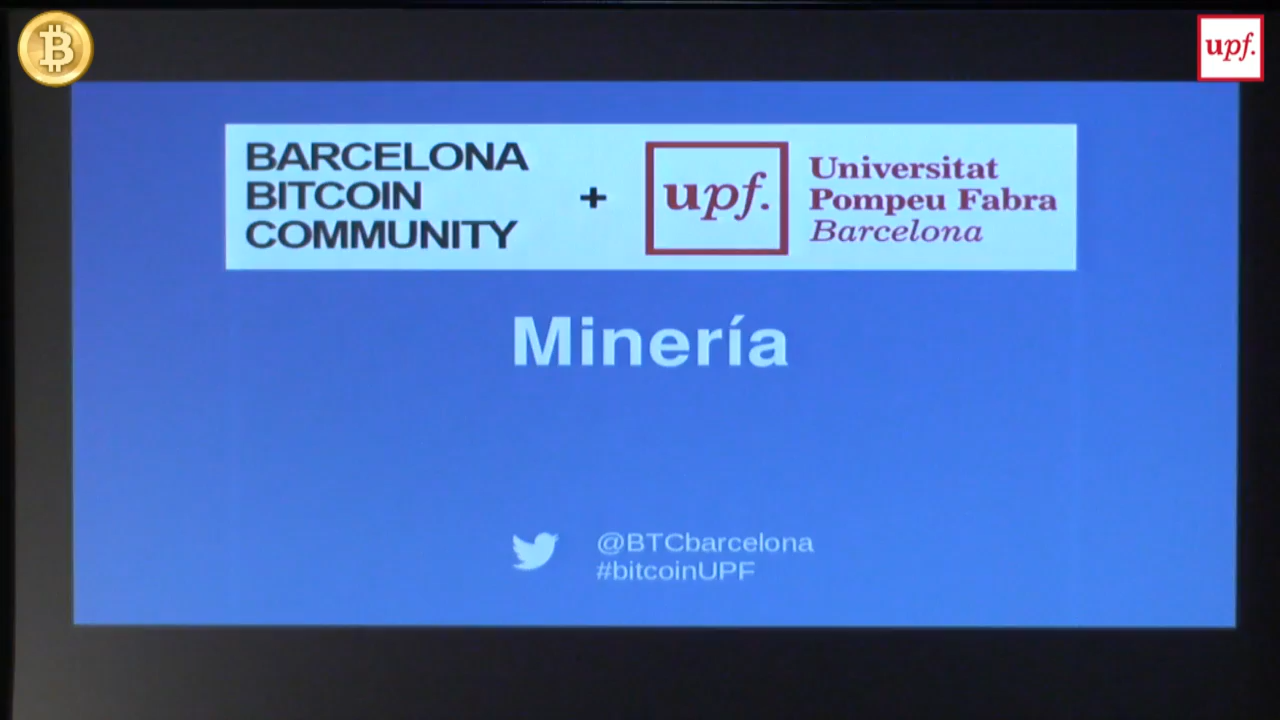 upf.
BARCELONA
BITCOIN
COMMUNITY
+
upf.
Universitat
Pompeu Fabra
Barcelona
Minería
@BTCbarcelona
#bitcoinUPF